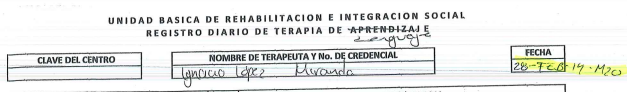 UNIDAD BASICA DE REHABILITACION E INTEGRACION SOCIAL
REGISTRO DIARIO DE TERAPIA DE APRENDIZAJE
Lenguaje
CLAVE DEL CENTRO NOMBRE DE TERAPEUTA Y No. DE CREDENCIAL FECHA
Ignacio López Miranda 28-FEB-19-M20